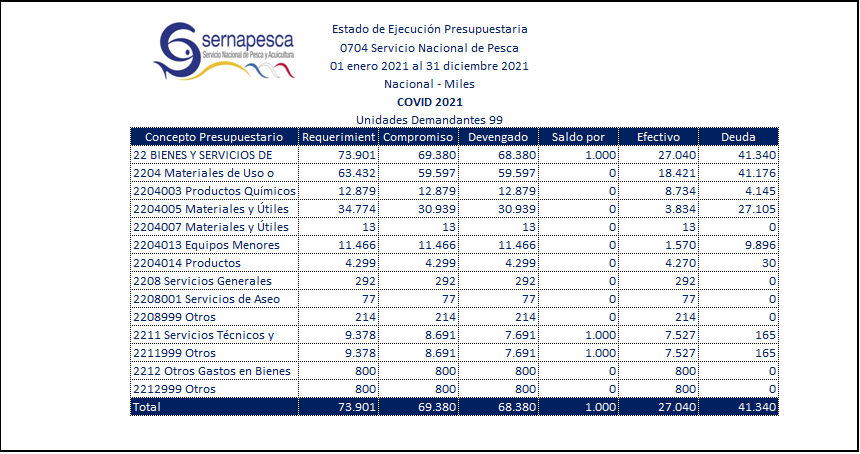 sernapesca
Servicio Nacional de Pesca y Acuicultura
Estado de Ejecución Presupuestaria
0704 Servicio Nacional de Pesca
01 enero 2021 al 31 diciembre 2021
Nacional - Miles
COVID 2021
Unidades Demandantes 99
Concepto Presupuestario Requerimient Compromiso Devengado Saldo por Efectivo Deuda
22 BIENES Y SERVICIOS DE 73.901 69.380 68.380 1.000 27.040 41.340
2204 Materiales de Uso o 63.432 59.597 59.597 0 18.421 41.176
2204003 Productos Químicos 12.879 12.879 12.879 0 8.734 4.145
2204005 Materiales y Útiles 34.774 30.939 30.939 0 3.834 27.105
2204007 Materiales y Útiles 13 13 13 0 13 0
2204013 Equipos Menores 11.466 11.466 11.466 0 1.570 9.896
2204014 Productos 4.299 4.299 4.299 0 4.270 30
2208 Servicios Generales 292 292 292 0 292 0
2208001 Servicios de Aseo 77 77 77 0 77 0
2208999 Otros 214 214 214 0 214 0
2211 Servicios Técnicos y 9.378 8.691 7.691 1.000 7.527 165
2211999 Otros 9.378 8.691 7.691 1.000 7.527 165
2212 Otros Gastos en Bienes 800 800 800 0 800 0
2212999 Otros 800 800 800 0 800 0
Total 73.901 69.380 68.380 1.000 27.040 41.340